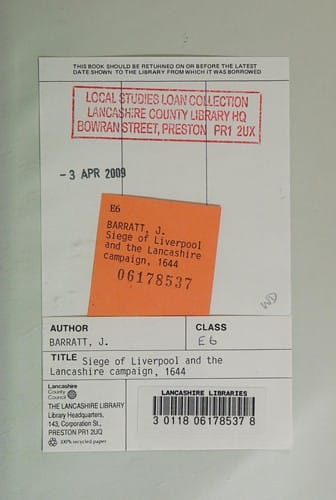 THIS BOOK SHOULD BE RETURNED ON OR BEFORE THE LATEST
DATE SHOWN TO THE LIBRARY FROM WHICH IT WAS BORROWED
LOCAL STUDIES LOAN COLLECTION
LANCASHIRE COUNTY LIBRARY HQ
BOWRAN STREET, PRESTON PR1 2UX
- 3 APR 2009
E6
BARRATT, J.
Siege of Liverpool
and the Lancashire
campaign, 1644
06178537
WD
AUTHOR
CLASS
BARRATT, J.
E6
TITLE Siege of Liverpool and the
Lancashire campaign, 1644
Lancashire
County
Council
THE LANCASHIRE LIBRARY
Library Headquarters,
143, Corporation St.,
PRESTON PR1 2UQ
100% recycled paper
LANCASHIRE LIBRARIES
3 0118 06178537 8